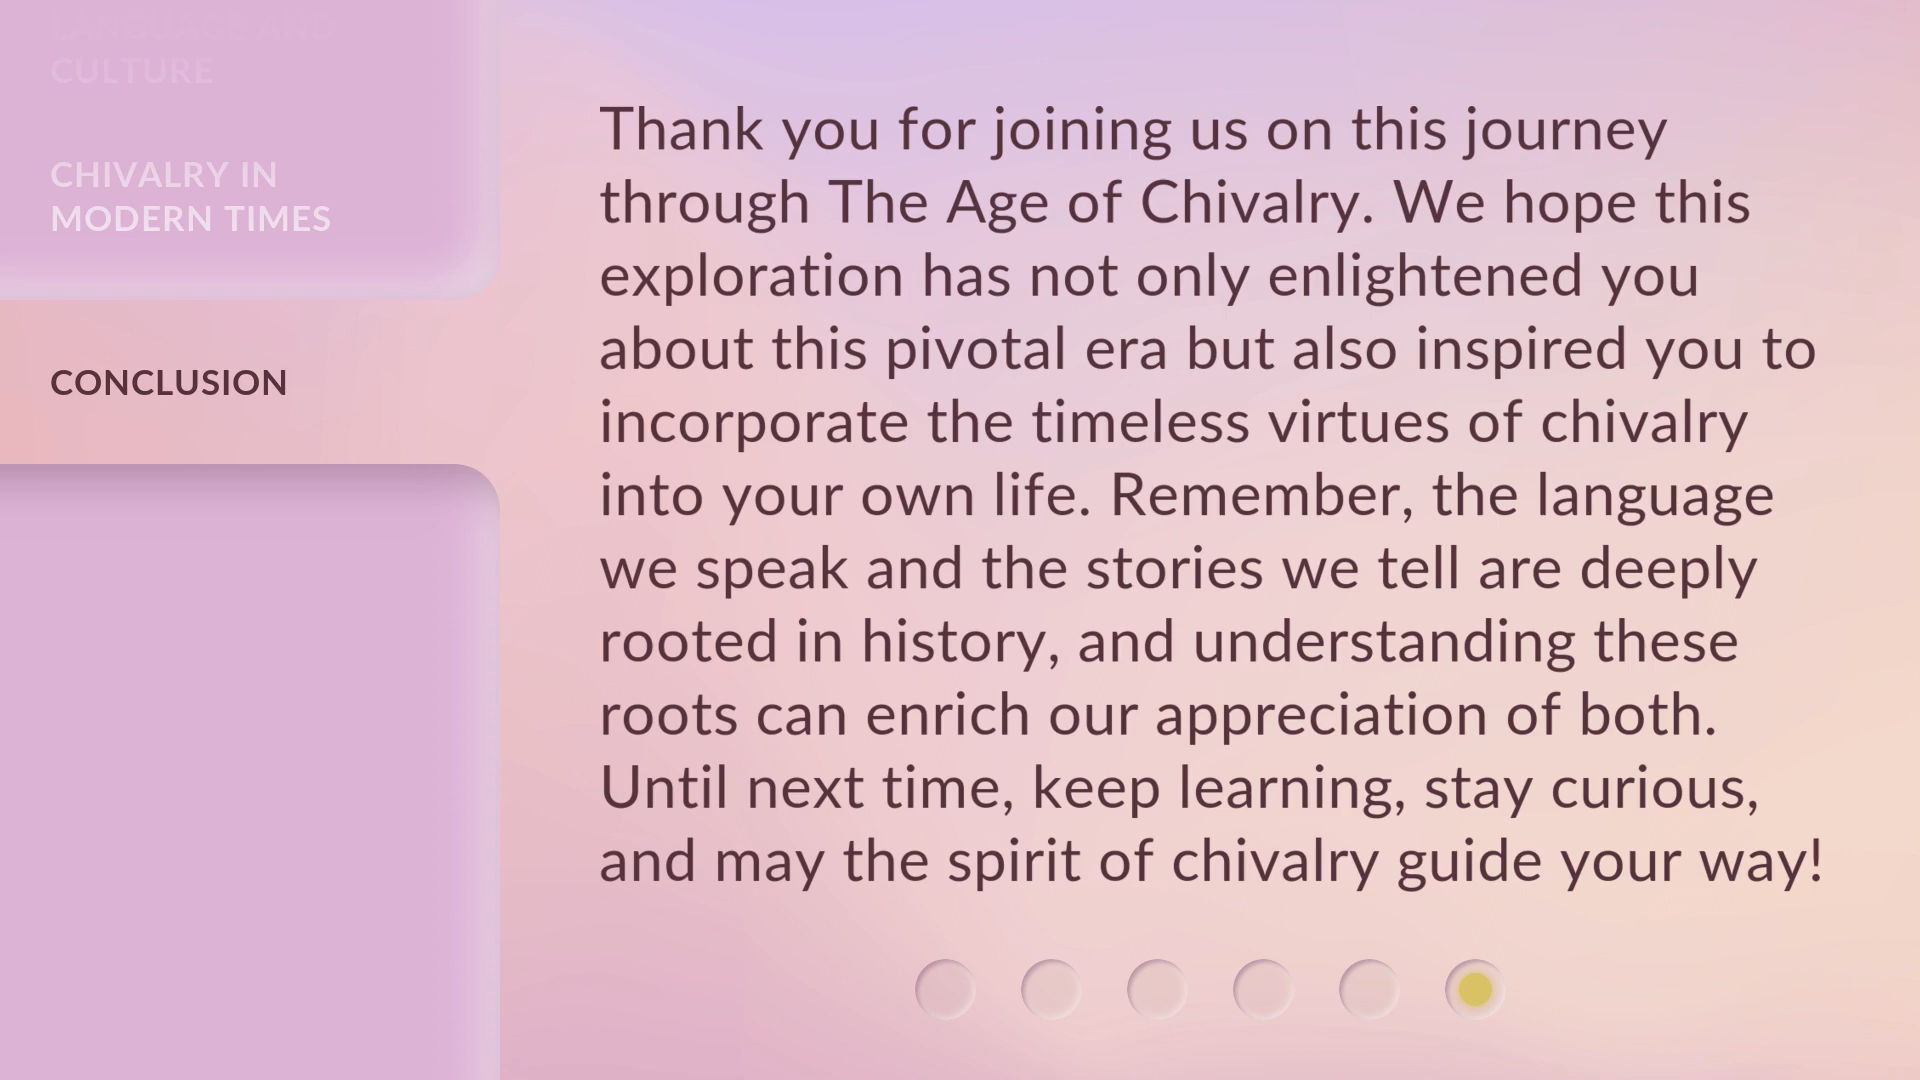 LANGUAGE AND
CULTURE
CHIVALRY IN
MODERN TIMES
CONCLUSION
Thank you for joining us on this journey
through The Age of Chivalry. We hope this
exploration has not only enlightened you
about this pivotal era but also inspired you to
incorporate the timeless virtues of chivalry
into your own life. Remember, the language
we speak and the stories we tell are deeply
rooted in history, and understanding these
roots can enrich our appreciation of both.
Until next time, keep learning, stay curious,
and may the spirit of chivalry guide your way!